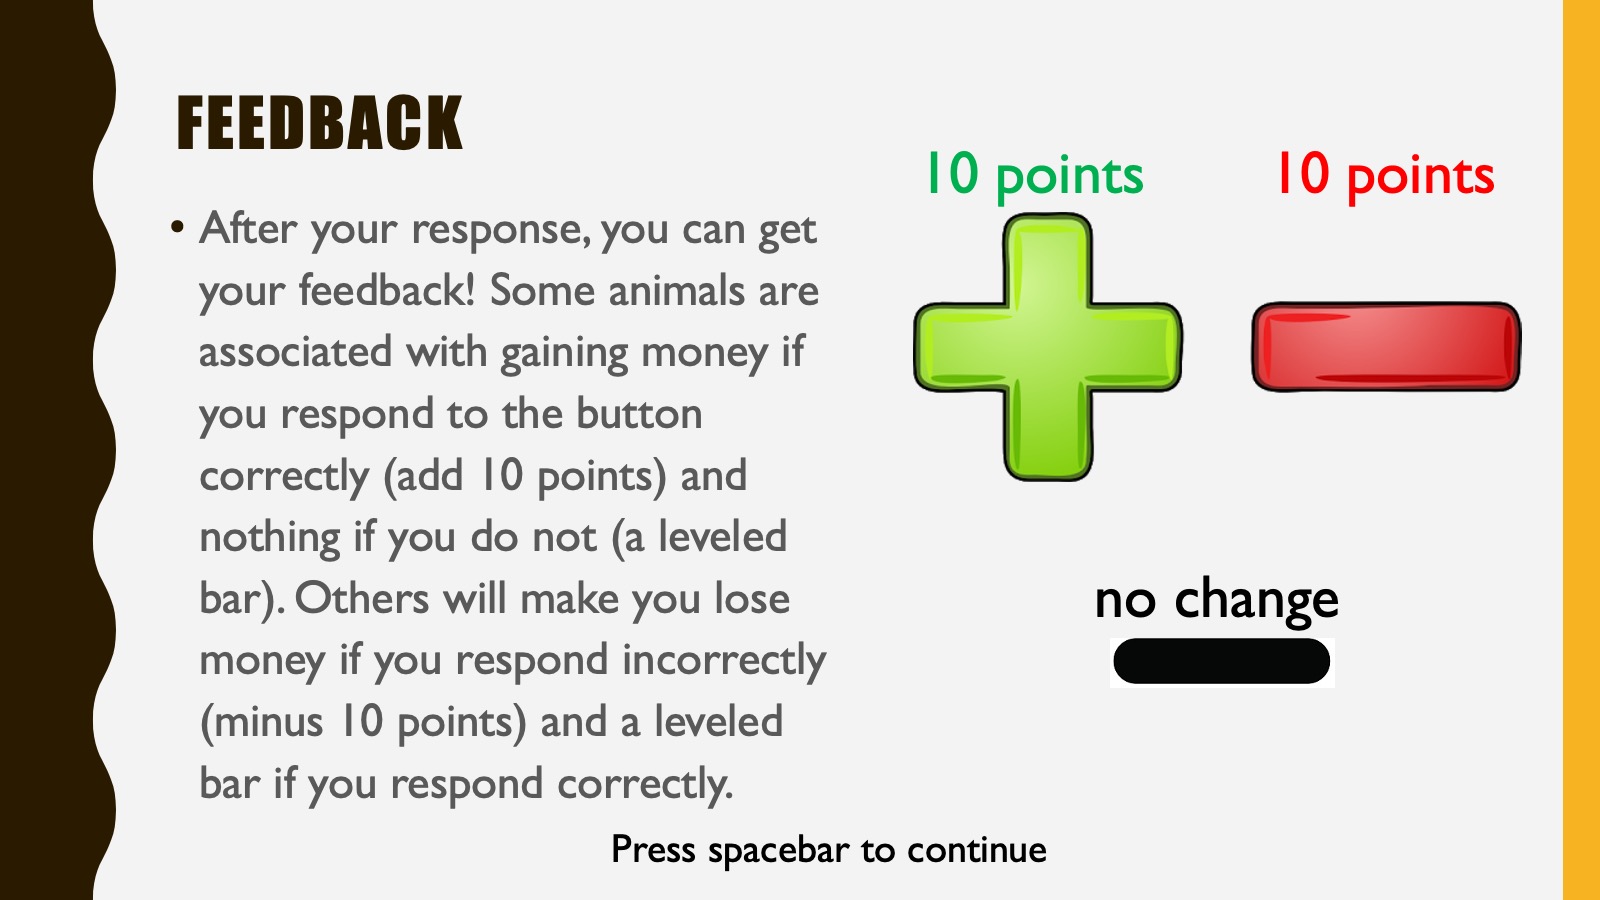 FEEDBACK
10 points
10 points
• After your response, you can get
your feedback! Some animals are
associated with gaining money if
you respond to the button
correctly (add 10 points) and
nothing if you do not (a leveled
bar). Others will make you lose
money if you respond incorrectly
(minus 10 points) and a leveled
bar if you respond correctly.
no change
Press spacebar to continue